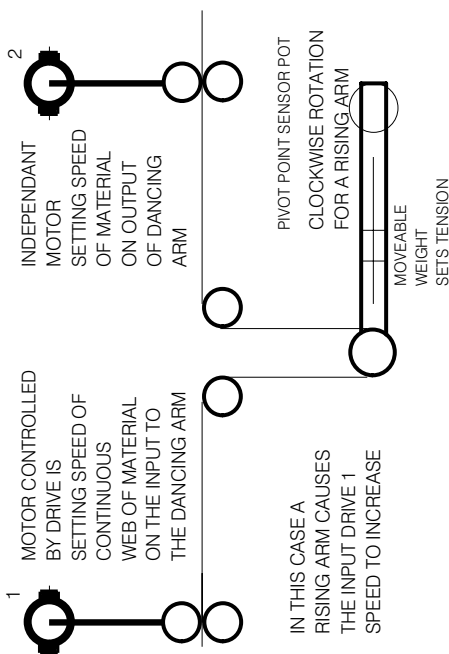 1
MOTOR CONTROLLED
BY DRIVE IS
SETTING SPEED OF
CONTINUOUS
WEB OF MATERIAL
ON THE INPUT TO
THE DANCING ARM
2
INDEPENDANT
MOTOR
SETTING SPEED
OF MATERIAL
ON OUTPUT
OF DANCING
ARM
IN THIS CASE A
RISING ARM CAUSES
THE INPUT DRIVE 1
SPEED TO INCREASE
PIVOT POINT SENSOR POT
CLOCKWISE ROTATION
FOR A RISING ARM
MOVEABLE
WEIGHT
SETS TENSION